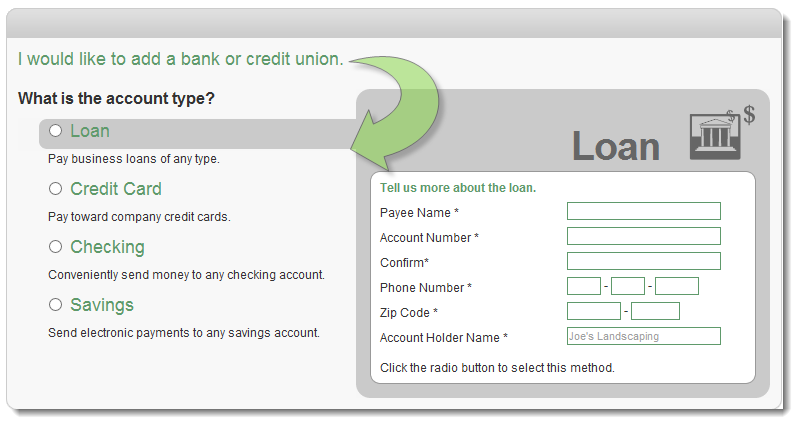 I would like to add a bank or credit union.
What is the account type?
Loan
Pay business loans of any type.
Credit Card
Pay toward company credit cards.
Checking
Conveniently send money to any checking account.
Savings
Send electronic payments to any savings account.
Loan
$ $
Tell us more about the loan.
Payee Name *
Account Number *
Confirm*
Phone Number * - -
Zip Code * -
Account Holder Name * Joe's Landscaping
Click the radio button to select this method.